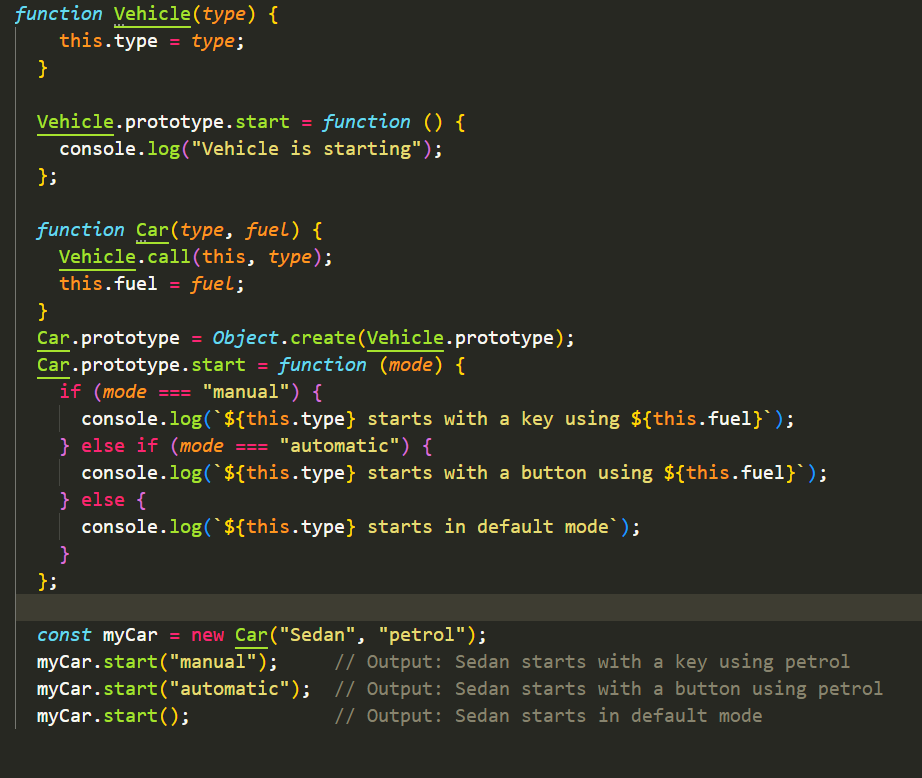 function Vehicle(type) {
    this.type = type;
  }

  Vehicle.prototype.start = function () {
    console.log("Vehicle is starting");
  };

  function Car(type, fuel) {
    Vehicle.call(this, type);
    this.fuel = fuel;
  }
  Car.prototype = Object.create(Vehicle.prototype);
  Car.prototype.start = function (mode) {
    if (mode === "manual") {
      console.log(`${this.type} starts with a key using ${this.fuel}`);
    } else if (mode === "automatic") {
      console.log(`${this.type} starts with a button using ${this.fuel}`);
    } else {
      console.log(`${this.type} starts in default mode`);
    }
  };

  const myCar = new Car("Sedan", "petrol");
  myCar.start("manual");     // Output: Sedan starts with a key using petrol
  myCar.start("automatic");  // Output: Sedan starts with a button using petrol
  myCar.start();             // Output: Sedan starts in default mode